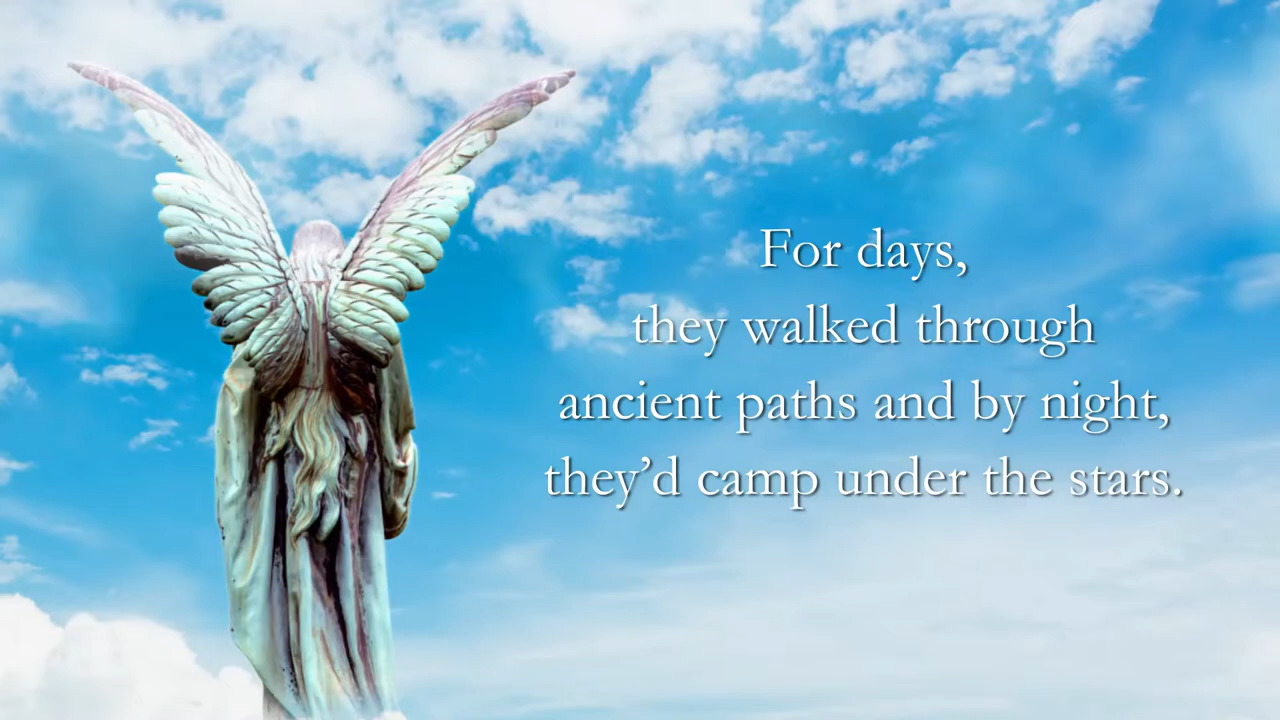 For days,
they walked through
ancient paths and by night,
they’d camp under the stars.